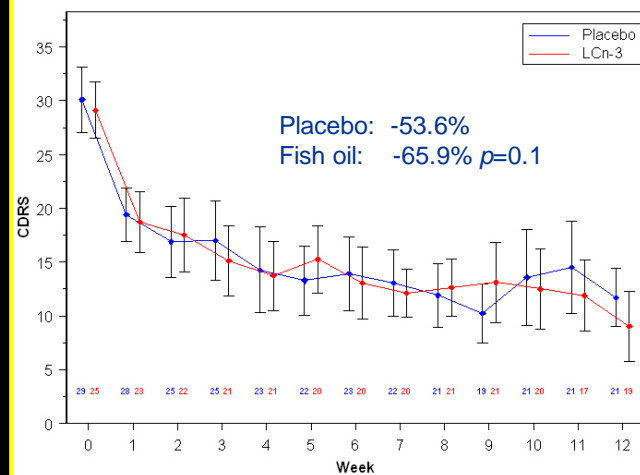 35
30
25
20
15
10
5
0
CDRS
Placebo
LCn-3
Placebo: -53.6%
Fish oil: -65.9% p=0.1
29 25 28 23 25 22 25 21 23 21 22 20 23 20 22 20 21 21 19 21 21 20 21 17 21 19
0 1 2 3 4 5 6 7 8 9 10 11 12
Week